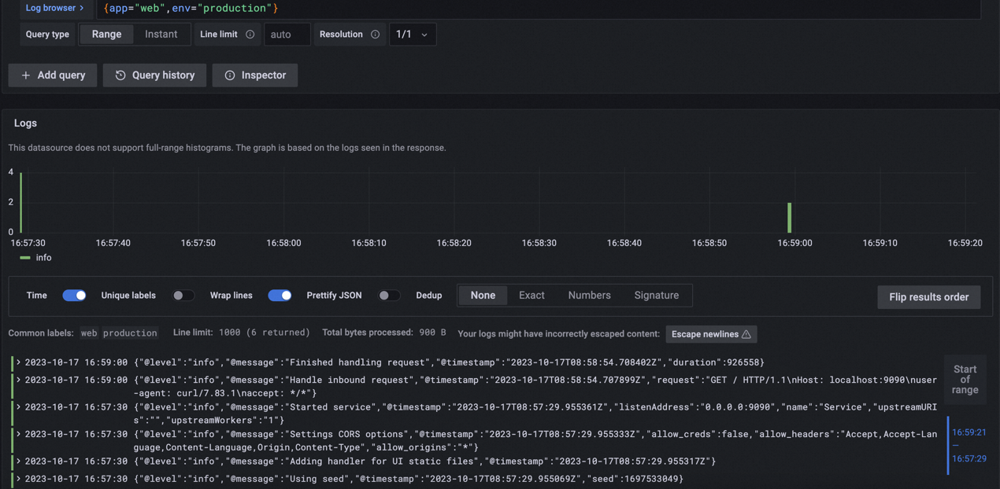 Log browser >
{app="web",env="production"}
Query type Range Instant Line limit auto Resolution 1/1
+ Add query Query history Inspector
Logs
This datasource does not support full-range histograms. The graph is based on the logs seen in the response.
4
2
0
16:57:30 16:57:40 16:57:50 16:58:00 16:58:10 16:58:20 16:58:30 16:58:40 16:58:50 16:59:00 16:59:10 16:59:20
info
Time Unique labels Wrap lines Prettify JSON Dedup None Exact Numbers Signature Flip results order
Common labels: web production Line limit: 1000 (6 returned) Total bytes processed: 900 B Your logs might have incorrectly escaped content: Escape newlines
> 2023-10-17 16:59:00 {"@level":"info","@message":"Finished handling request","@timestamp":"2023-10-17T08:58:54.708402Z","duration":926558}
> 2023-10-17 16:59:00 {"@level":"info","@message":"Handle inbound request","@timestamp":"2023-10-17T08:58:54.707899Z","request":"GET / HTTP/1.1\nHost: localhost:9090\nuser
-agent: curl/7.83.1\naccept: */*"}
> 2023-10-17 16:57:30 {"@level":"info","@message":"Started service","@timestamp":"2023-10-17T08:57:29.955361Z","listenAddress":"0.0.0.0:9090","name":"Service","upstreamURI
s":"","upstreamWorkers":"1"}
> 2023-10-17 16:57:30 {"@level":"info","@message":"Settings CORS options","@timestamp":"2023-10-17T08:57:29.955333Z","allow_creds":false,"allow_headers":"Accept,Accept-Lan
guage,Content-Language,Origin,Content-Type","allow_origins":"*"}
> 2023-10-17 16:57:30 {"@level":"info","@message":"Adding handler for UI static files","@timestamp":"2023-10-17T08:57:29.955317Z"}
> 2023-10-17 16:57:30 {"@level":"info","@message":"Using seed","@timestamp":"2023-10-17T08:57:29.955069Z","seed":1697533049}
Start
of
range
16:59:21
—
16:57:29